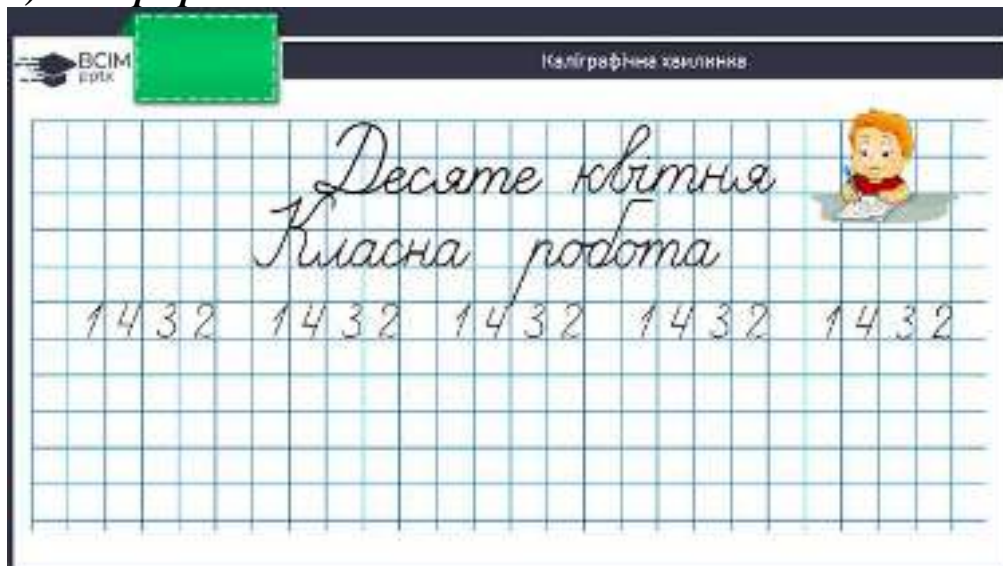 ВСІМ
pptx
Каліграфічна хвилинка
Десяте квітня
Класна робота
1 4 3 2 1 4 3 2 1 4 3 2 1 4 3 2 1 4 3 2